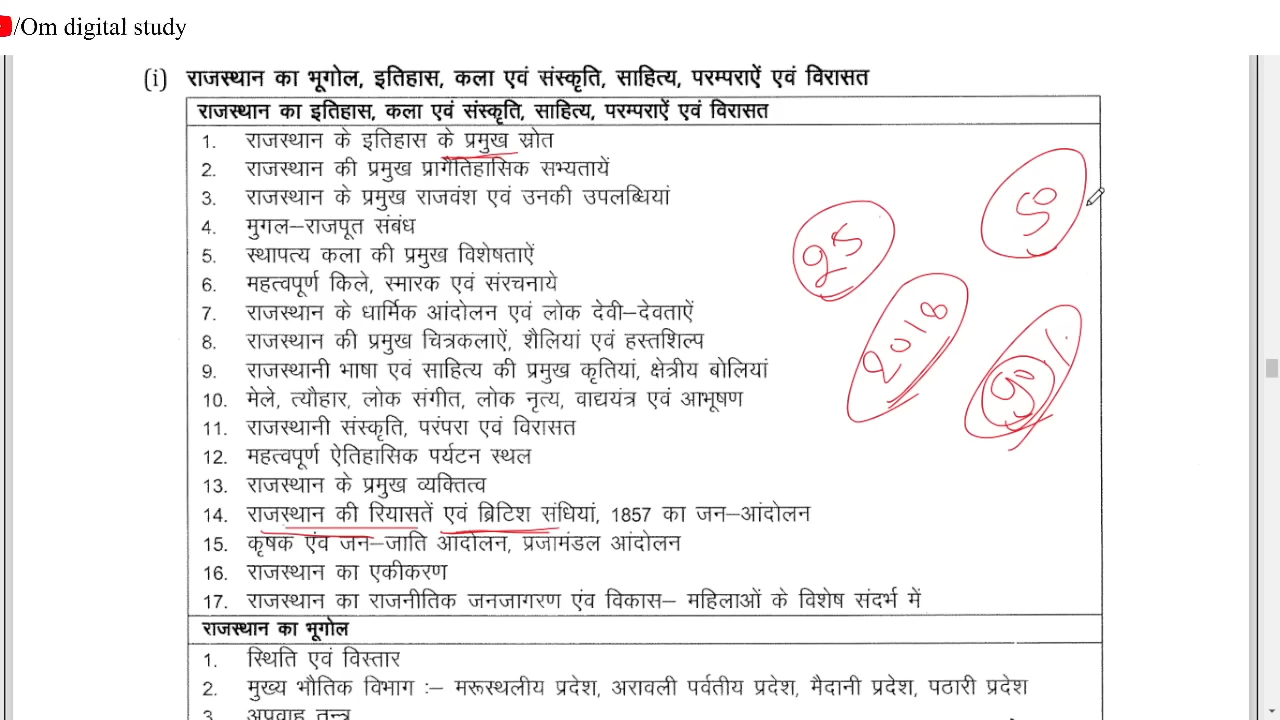 /Om digital study
(i) राजस्थान का भूगोल, इतिहास, कला एवं संस्कृति, साहित्य, परम्पराऐं एवं विरासत
राजस्थान का इतिहास, कला एवं संस्कृति, साहित्य, परम्पराऐं एवं विरासत
1. राजस्थान के इतिहास के प्रमुख स्रोत
2. राजस्थान की प्रमुख प्रागैतिहासिक सभ्यतायें
3. राजस्थान के प्रमुख राजवंश एवं उनकी उपलब्धियां
4. मुगल–राजपूत संबंध
5. स्थापत्य कला की प्रमुख विशेषताऐं
6. महत्वपूर्ण किले, स्मारक एवं संरचनाये
7. राजस्थान के धार्मिक आंदोलन एवं लोक देवी–देवताऐं
8. राजस्थान की प्रमुख चित्रकलाऐं, शैलियां एवं हस्तशिल्प
9. राजस्थानी भाषा एवं साहित्य की प्रमुख कृतियां, क्षेत्रीय बोलियां
10. मेले, त्यौहार, लोक संगीत, लोक नृत्य, वाद्ययंत्र एवं आभूषण
11. राजस्थानी संस्कृति, परंपरा एवं विरासत
12. महत्वपूर्ण ऐतिहासिक पर्यटन स्थल
13. राजस्थान के प्रमुख व्यक्तित्व
14. राजस्थान की रियासतें एवं ब्रिटिश संधियां, 1857 का जन–आंदोलन
15. कृषक एंव जन–जाति आंदोलन, प्रजामंडल आंदोलन
16. राजस्थान का एकीकरण
17. राजस्थान का राजनीतिक जनजागरण एंव विकास– महिलाओं के विशेष संदर्भ में
राजस्थान का भूगोल
1. स्थिति एवं विस्तार
2. मुख्य भौतिक विभाग :– मरूस्थलीय प्रदेश, अरावली पर्वतीय प्रदेश, मैदानी प्रदेश, पठारी प्रदेश
3. अपवाह तन्त्र
25
50
2018